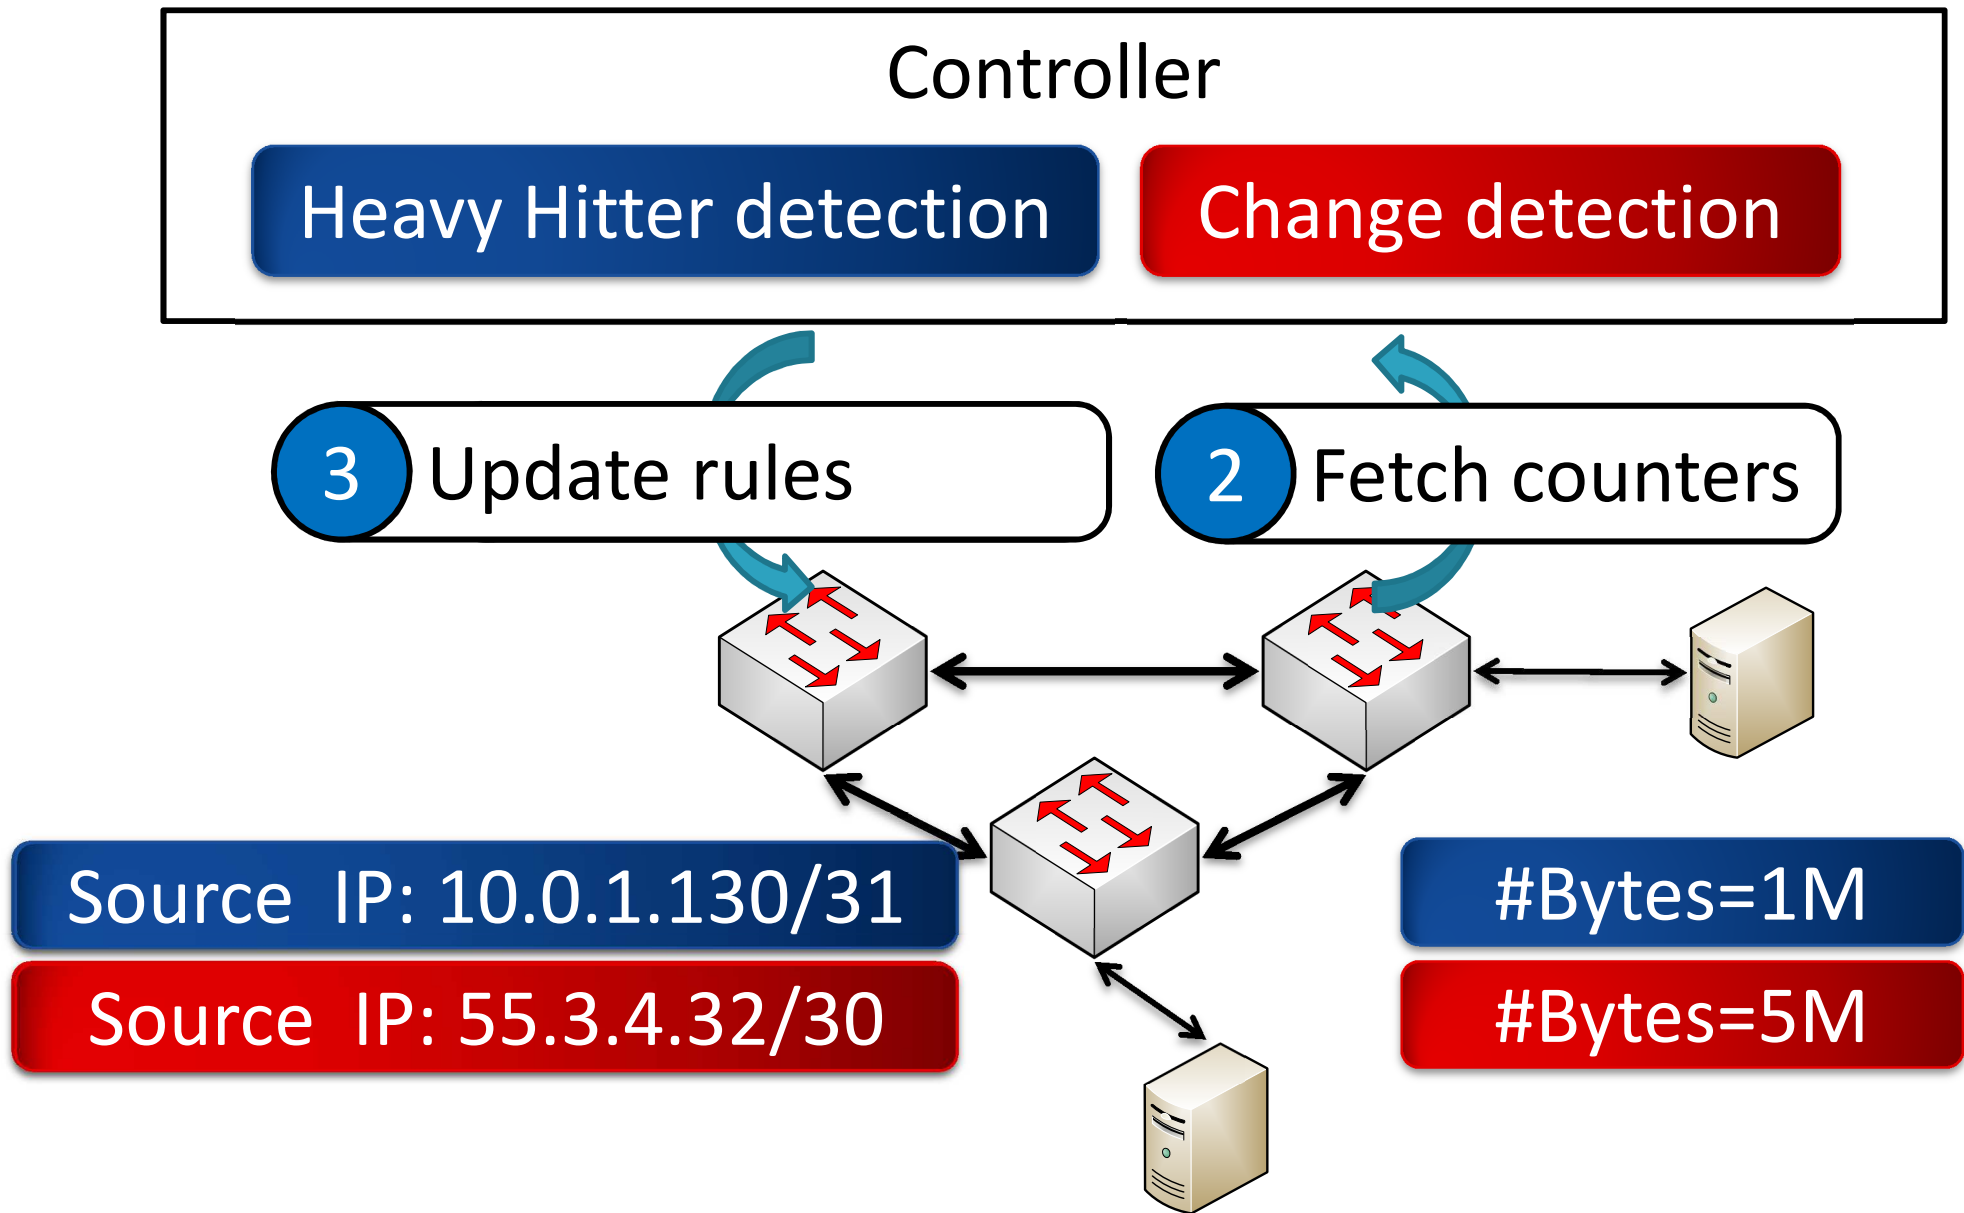 Controller
Heavy Hitter detection
Change detection
3 Update rules
2 Fetch counters
Source IP: 10.0.1.130/31
#Bytes=1M
Source IP: 55.3.4.32/30
#Bytes=5M